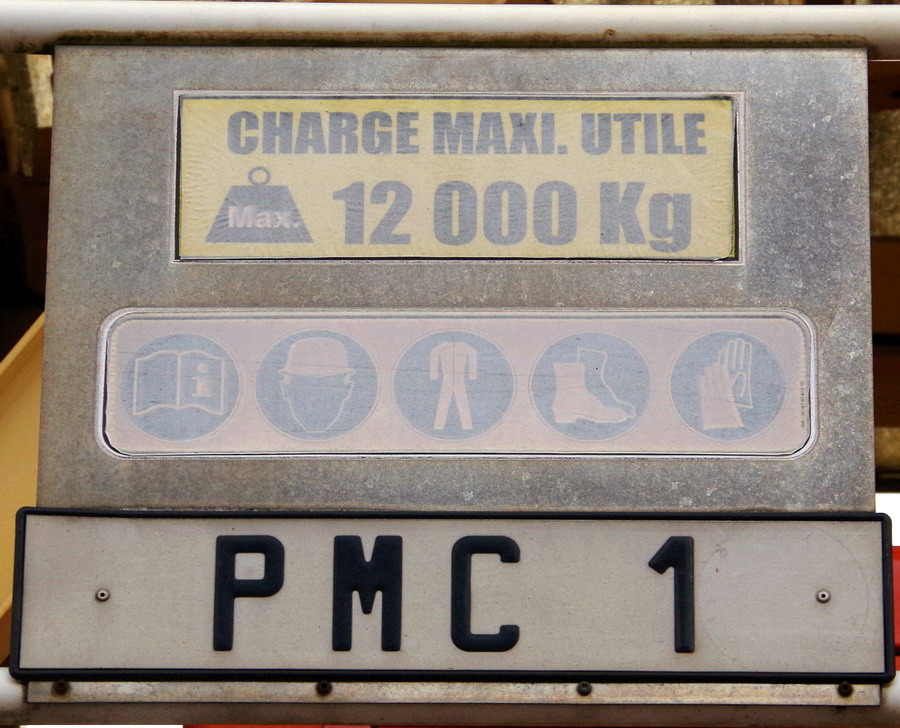 CHARGE MAXI. UTILE
Max. 12 000 Kg
i
PMC 1